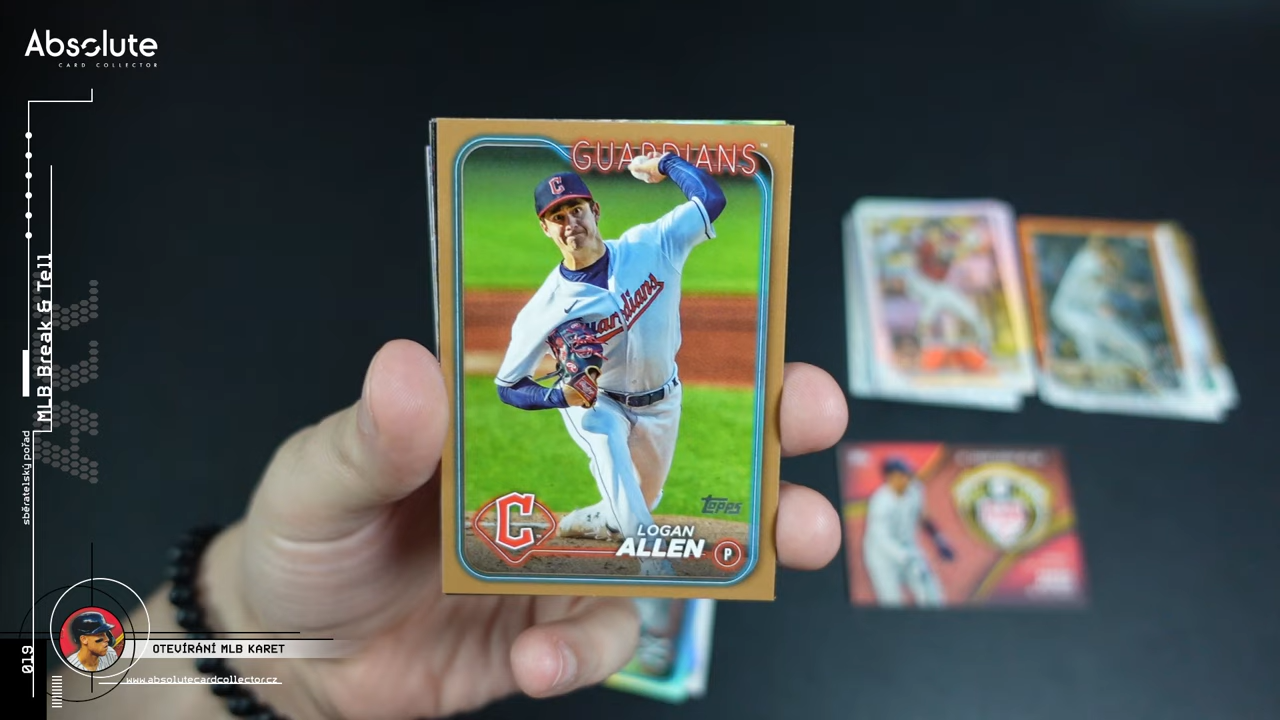 Absolute
CARD COLLECTOR
GUARDIANS
Guardians
C
C
Topps
LOGAN
ALLEN
P
MLB Break & Tell
sběratelský pořad
019
OTEVÍRÁNÍ MLB KARET
www.absolutecardcollector.cz